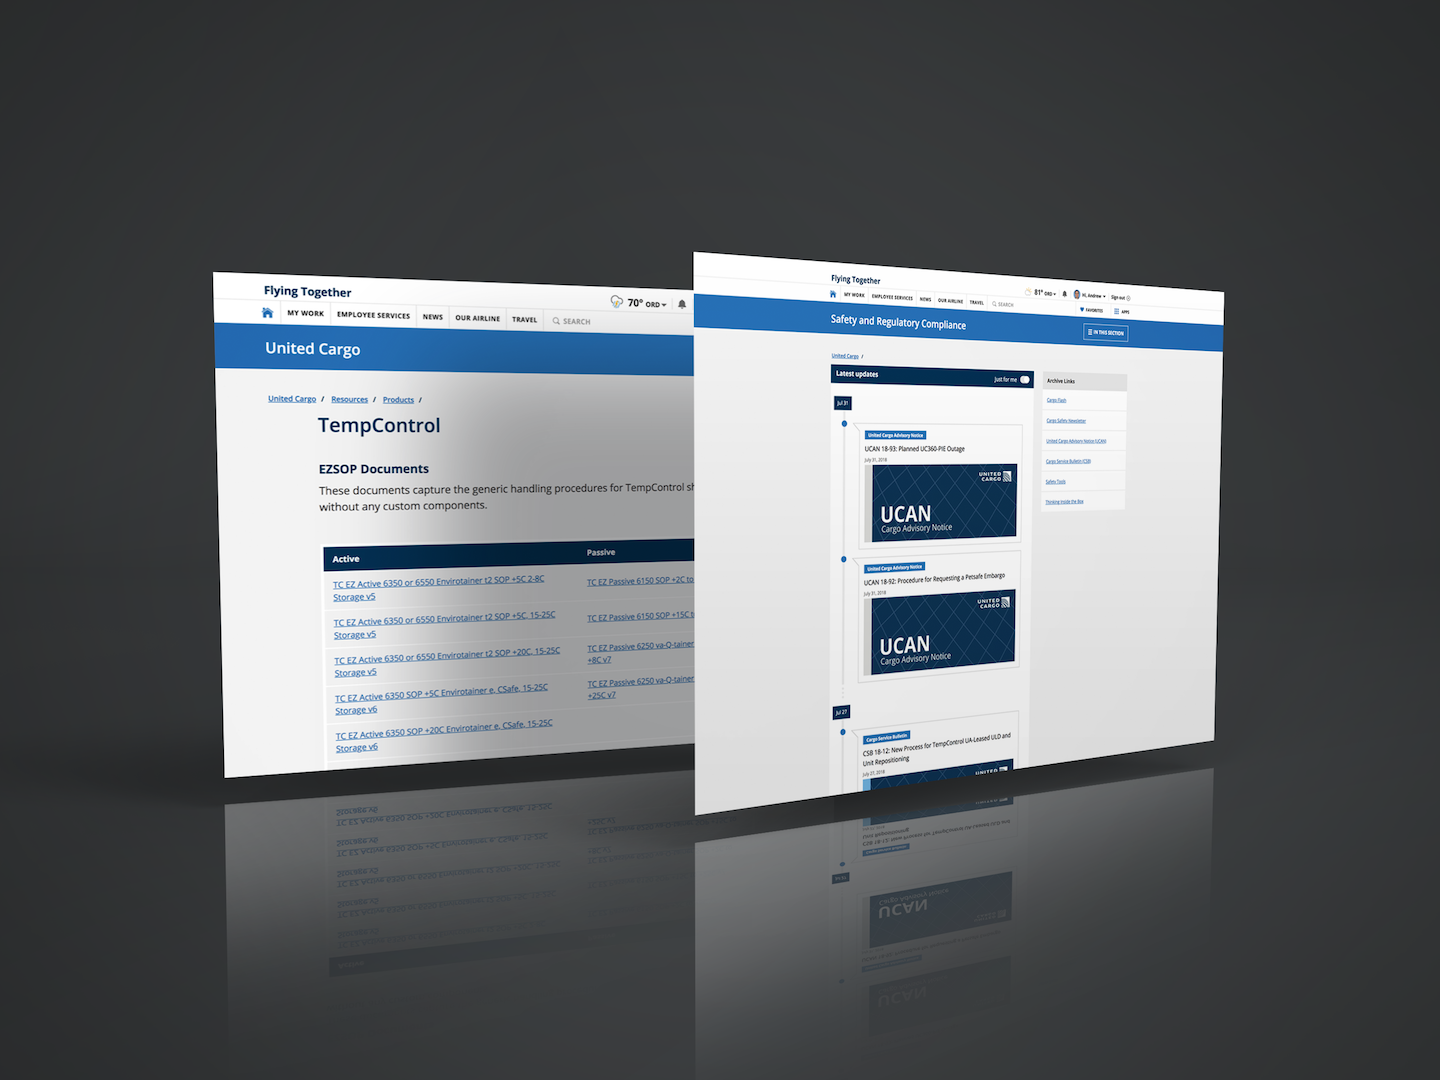 Flying Together
70° ORD
MY WORK
EMPLOYEE SERVICES
NEWS
OUR AIRLINE
TRAVEL
SEARCH
United Cargo
United Cargo / Resources / Products /
TempControl
EZSOP Documents
These documents capture the generic handling procedures for TempControl sh
without any custom components.
Active
Passive
TC EZ Active 6350 or 6550 Envirotainer t2 SOP +5C 2-8C
Storage v5
TC EZ Passive 6150 SOP +2C to
TC EZ Active 6350 or 6550 Envirotainer t2 SOP +5C, 15-25C
Storage v5
TC EZ Passive 6150 SOP +15C t
TC EZ Active 6350 or 6550 Envirotainer t2 SOP +20C, 15-25C
Storage v5
TC EZ Passive 6250 va-Q-tainer
+8C v7
TC EZ Active 6350 SOP +5C Envirotainer e, CSafe, 15-25C
Storage v6
TC EZ Passive 6250 va-Q-tainer
+25C v7
TC EZ Active 6350 SOP +20C Envirotainer e, CSafe, 15-25C
Storage v6
Flying Together
81° ORD
Hi, Andrew
Sign out
MY WORK
EMPLOYEE SERVICES
NEWS
OUR AIRLINE
TRAVEL
SEARCH
FAVORITES
APPS
Safety and Regulatory Compliance
IN THIS SECTION
United Cargo /
Latest updates
Just for me
Jul 31
United Cargo Advisory Notice
UCAN 18-93: Planned UC360-PIE Outage
July 31, 2018
UNITED
CARGO
UCAN
Cargo Advisory Notice
United Cargo Advisory Notice
UCAN 18-92: Procedure for Requesting a Petsafe Embargo
July 31, 2018
UNITED
CARGO
UCAN
Cargo Advisory Notice
Jul 27
Cargo Service Bulletin
CSB 18-12: New Process for TempControl UA-Leased ULD and
Unit Repositioning
July 27, 2018
UNITED
Archive Links
Cargo Flash
Cargo Safety Newsletter
United Cargo Advisory Notice (UCAN)
Cargo Service Bulletin (CSB)
Safety Tools
Thinking Inside the Box